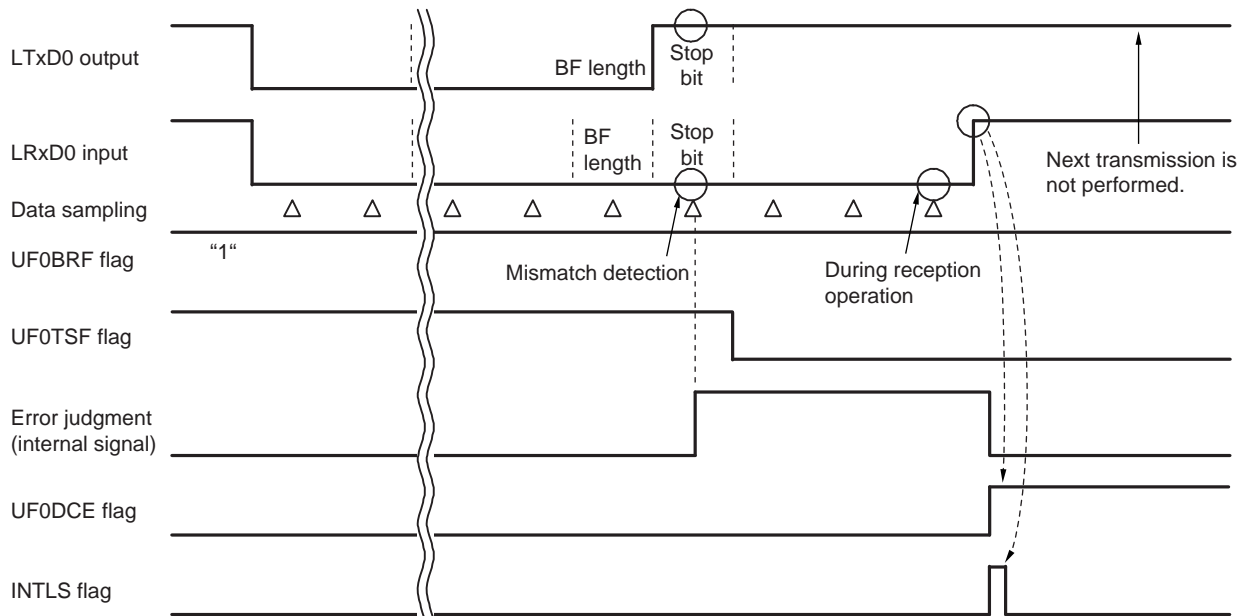 LTxD0 output
BF length
Stop
bit
LRxD0 input
BF
length
Stop
bit
Next transmission is
not performed.
Data sampling
UF0BRF flag
“1“
Mismatch detection
During reception
operation
UF0TSF flag
Error judgment
(internal signal)
UF0DCE flag
INTLS flag